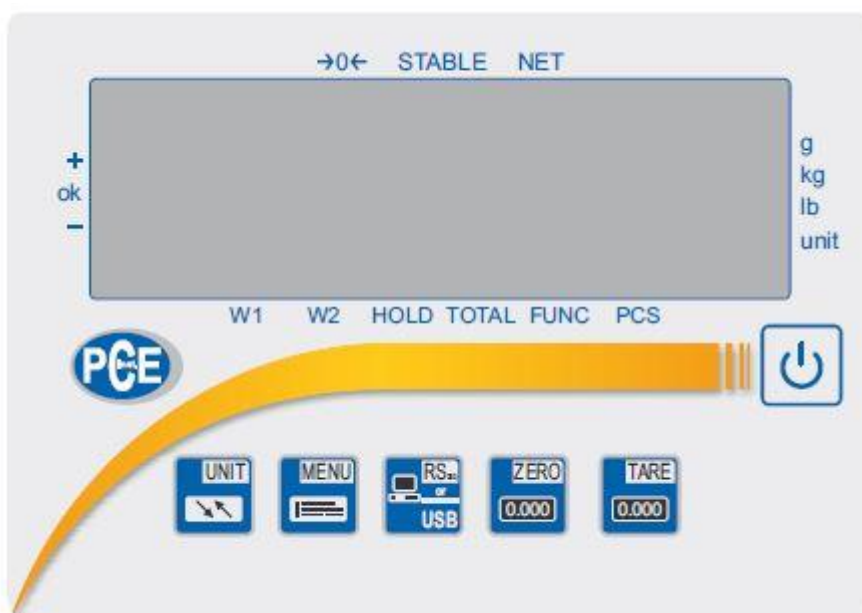 →0← STABLE NET
+
ok
−
g
kg
lb
unit
W1 W2 HOLD TOTAL FUNC PCS
PCE
UNIT
MENU
RS
or
USB
ZERO
0.000
TARE
0.000